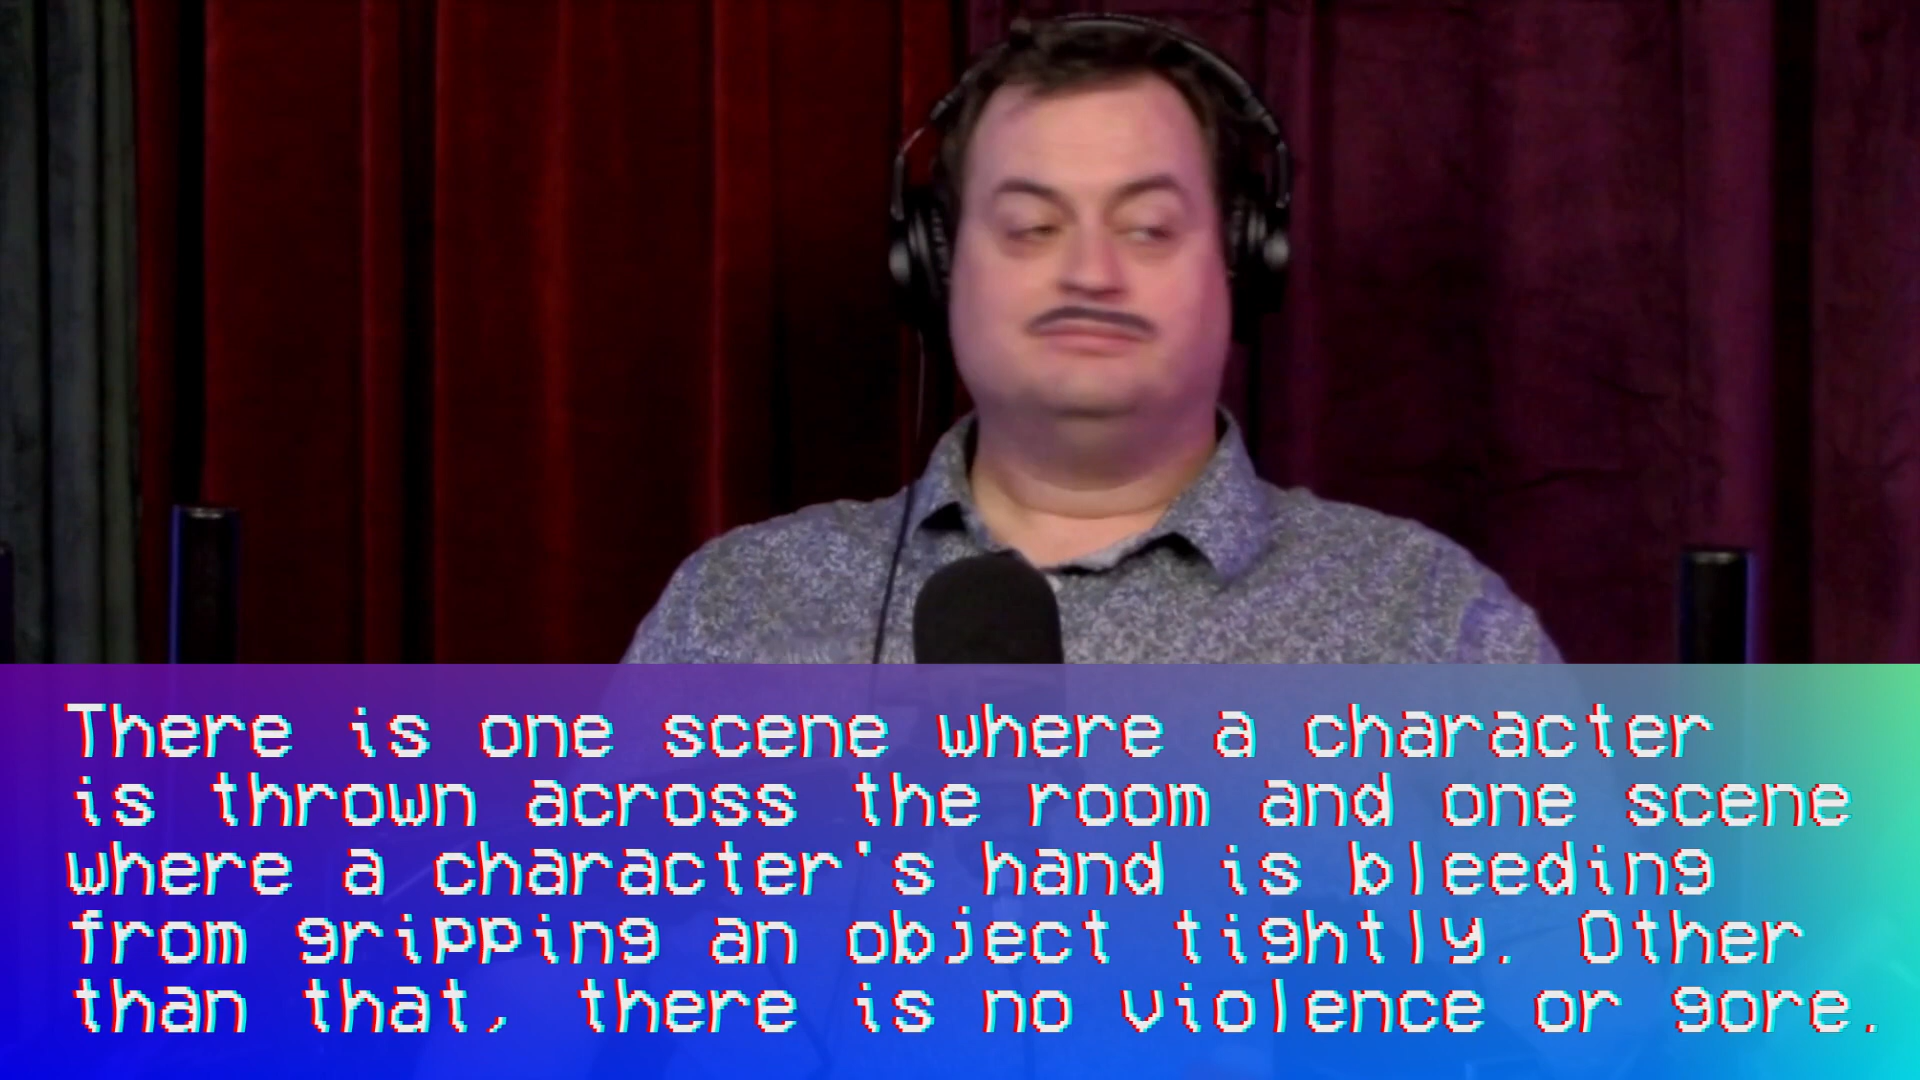 There is one scene where a character
is thrown across the room and one scene
where a character's hand is bleeding
from gripping an object tightly. Other
than that, there is no violence or gore.